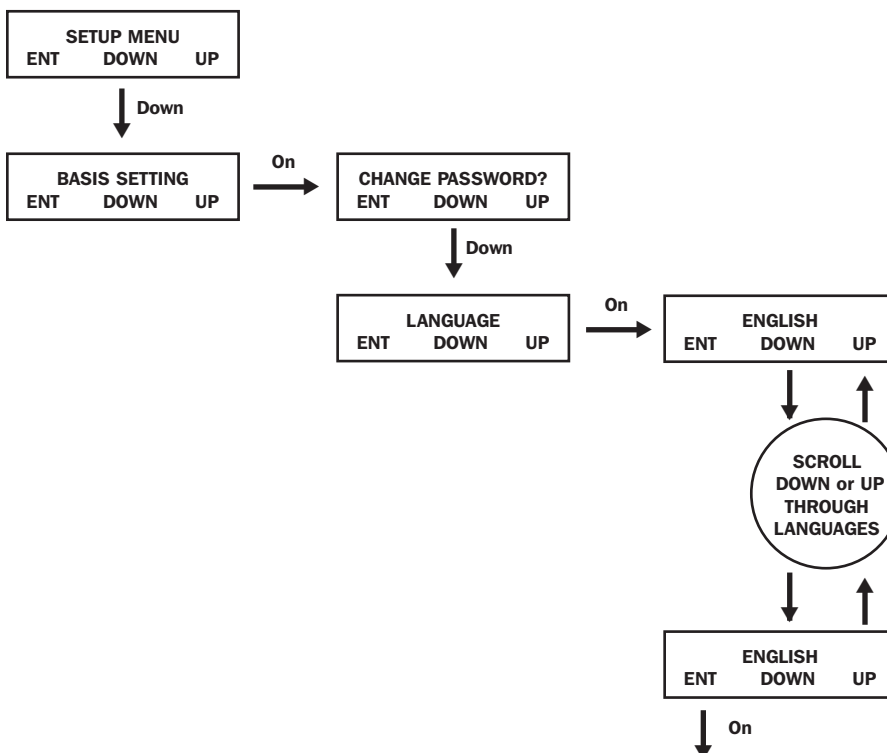 SETUP MENU
ENT DOWN UP
Down
BASIS SETTING
ENT DOWN UP
On
CHANGE PASSWORD?
ENT DOWN UP
Down
LANGUAGE
ENT DOWN UP
On
ENGLISH
ENT DOWN UP
SCROLL
DOWN or UP
THROUGH
LANGUAGES
ENGLISH
ENT DOWN UP
On